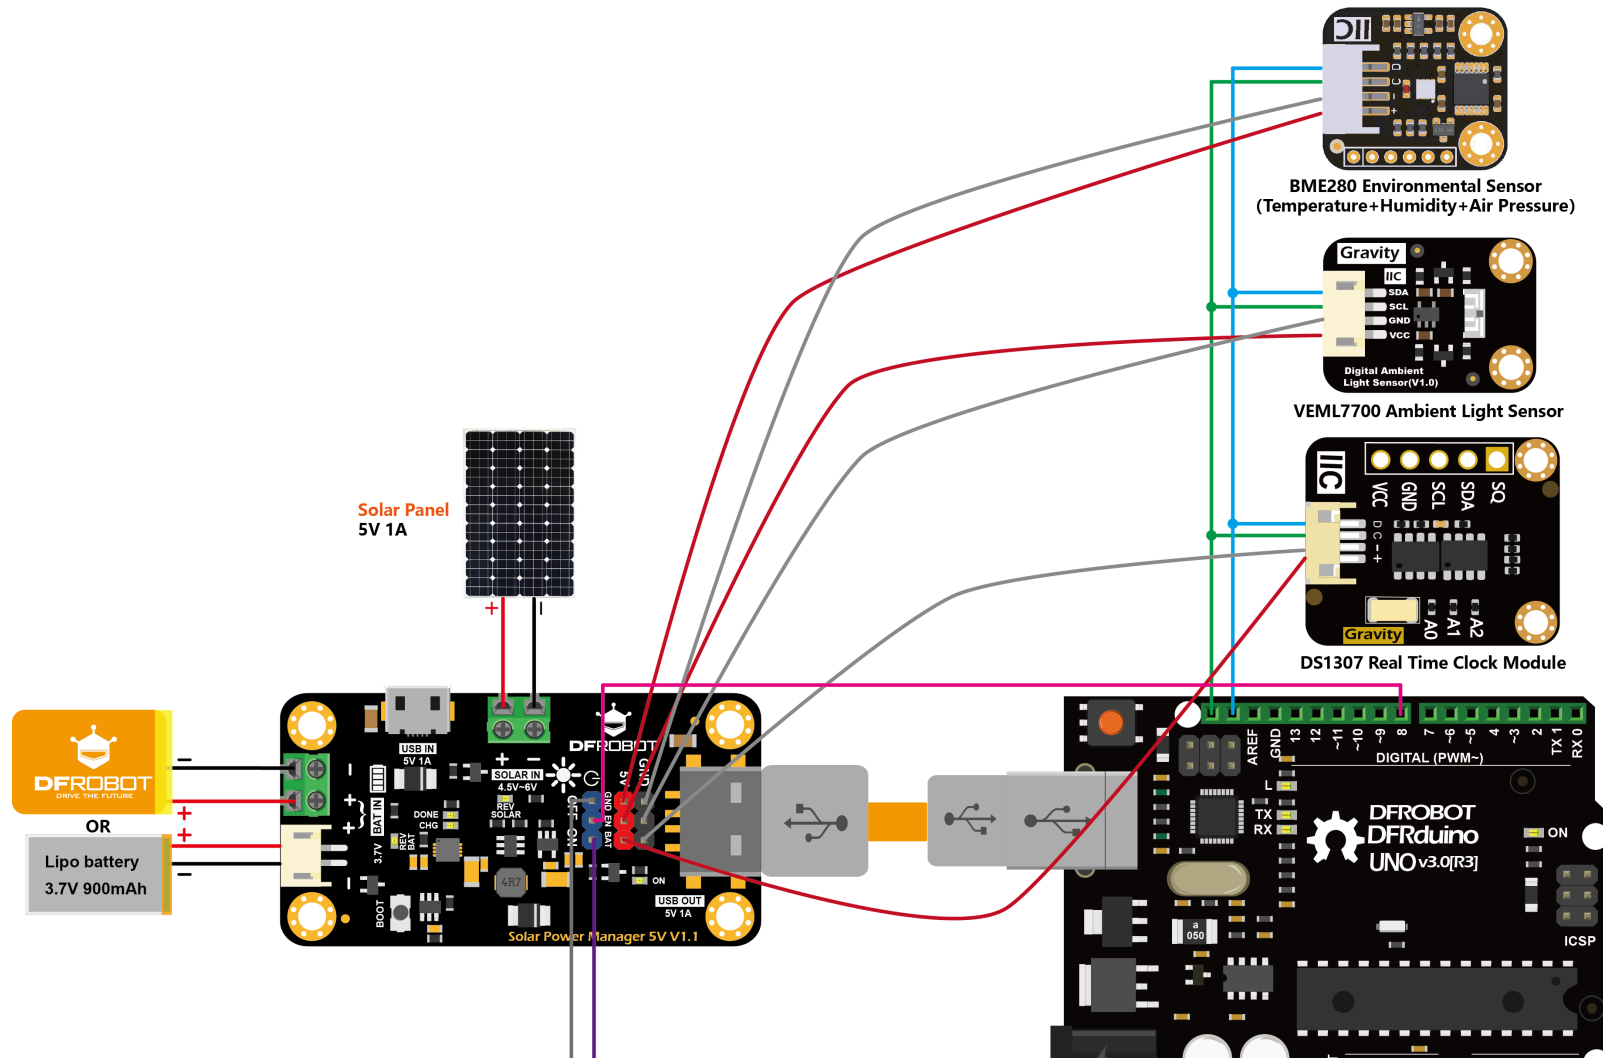 IIC
D
C
−
+
BME280 Environmental Sensor
(Temperature+Humidity+Air Pressure)
Gravity
IIC
SDA
SCL
GND
VCC
Digital Ambient
Light Sensor(V1.0)
VEML7700 Ambient Light Sensor
IIC
VCC
GND
SCL
SDA
SQ
D
C
−
+
A0
A1
A2
Gravity
DS1307 Real Time Clock Module
Solar Panel
5V 1A
+
−
DFROBOT
DRIVE THE FUTURE
−
+
OR
+
−
Lipo battery
3.7V 900mAh
USB IN
5V 1A
+
−
SOLAR IN
4.5V~6V
REV
SOLAR
DFROBOT
5V
GND
OFF
ON
GND
EN
BAT
−
+
+
−
BAT IN
3.7V
REV
BAT
DONE
CHG
BOOT
4R7
ON
USB OUT
5V 1A
Solar Power Manager 5V V1.1
AREF
GND
13
12
~11
~10
~9
8
7
~6
~5
4
~3
2
TX 1
RX 0
DIGITAL (PWM~)
L
TX
RX
DFROBOT
DFRduino
UNO v3.0[R3]
ON
ICSP
a
050